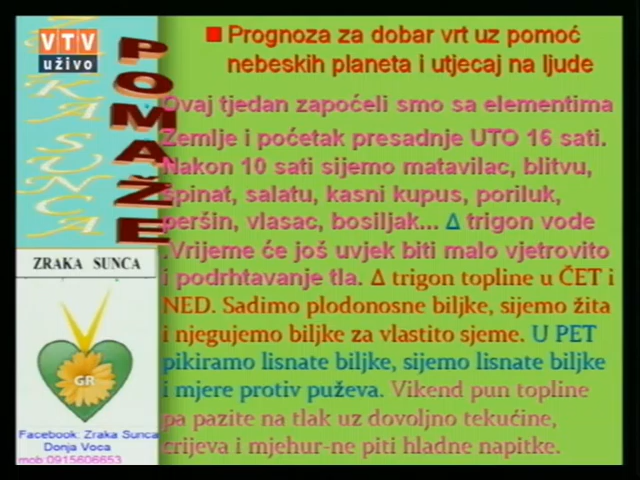 VTV
uživo
ZRAKA SUNCA
POMAŽE
ZRAKA SUNCA
GR
Facebook: Zraka Sunca
Donja Voca
mob:0915606653
Prognoza za dobar vrt uz pomoć
nebeskih planeta i utjecaj na ljude
Ovaj tjedan zapoćeli smo sa elementima
Zemlje i poćetak presadnje UTO 16 sati.
Nakon 10 sati sijemo matavilac, blitvu,
špinat, salatu, kasni kupus, poriluk,
peršin, vlasac, bosiljak... Δ trigon vode
.Vrijeme će još uvjek biti malo vjetrovito
i podrhtavanje tla. Δ trigon topline u ČET i
NED. Sadimo plodonosne biljke, sijemo žita
i njegujemo biljke za vlastito sjeme. U PET
pikiramo lisnate biljke, sijemo lisnate biljke
i mjere protiv puževa. Vikend pun topline
pa pazite na tlak uz dovoljno tekućine,
crijeva i mjehur-ne piti hladne napitke.